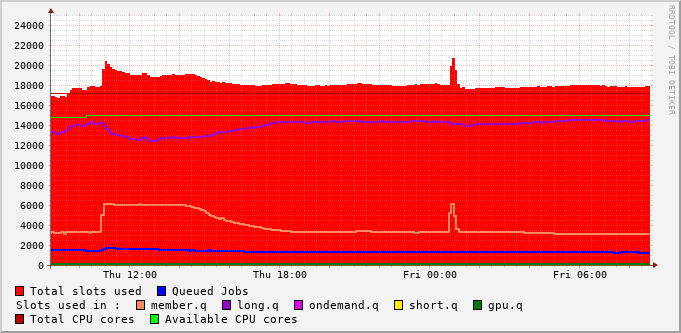 24000
22000
20000
18000
16000
14000
12000
10000
8000
6000
4000
2000
0
Thu 12:00 Thu 18:00 Fri 00:00 Fri 06:00
RRDTOOL / TOBI OETIKER
Total slots used Queued Jobs
Slots used in : member.q long.q ondemand.q short.q gpu.q
Total CPU cores Available CPU cores